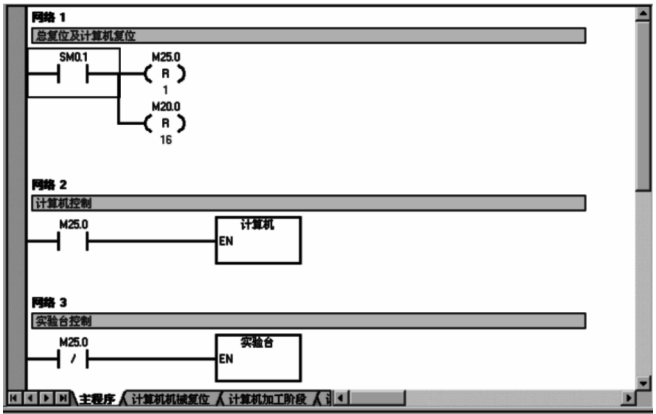 网络 1
总复位及计算机复位
SM0.1 M25.0
R
1
M20.0
R
16
网络 2
计算机控制
M25.0 计算机
EN
网络 3
实验台控制
M25.0 实验台
/ EN
主程序 计算机机械复位 计算机加工阶段